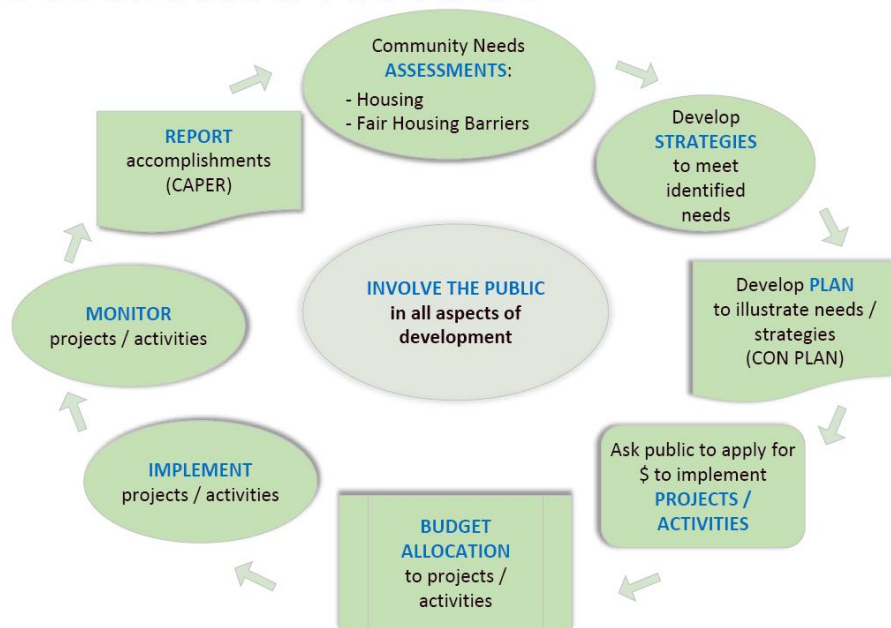 Community Needs
ASSESSMENTS:
- Housing
- Fair Housing Barriers
Develop
STRATEGIES
to meet
identified
needs
Develop PLAN
to illustrate needs /
strategies
(CON PLAN)
Ask public to apply for
$ to implement
PROJECTS /
ACTIVITIES
BUDGET
ALLOCATION
to projects /
activities
IMPLEMENT
projects / activities
MONITOR
projects / activities
REPORT
accomplishments
(CAPER)
INVOLVE THE PUBLIC
in all aspects of
development